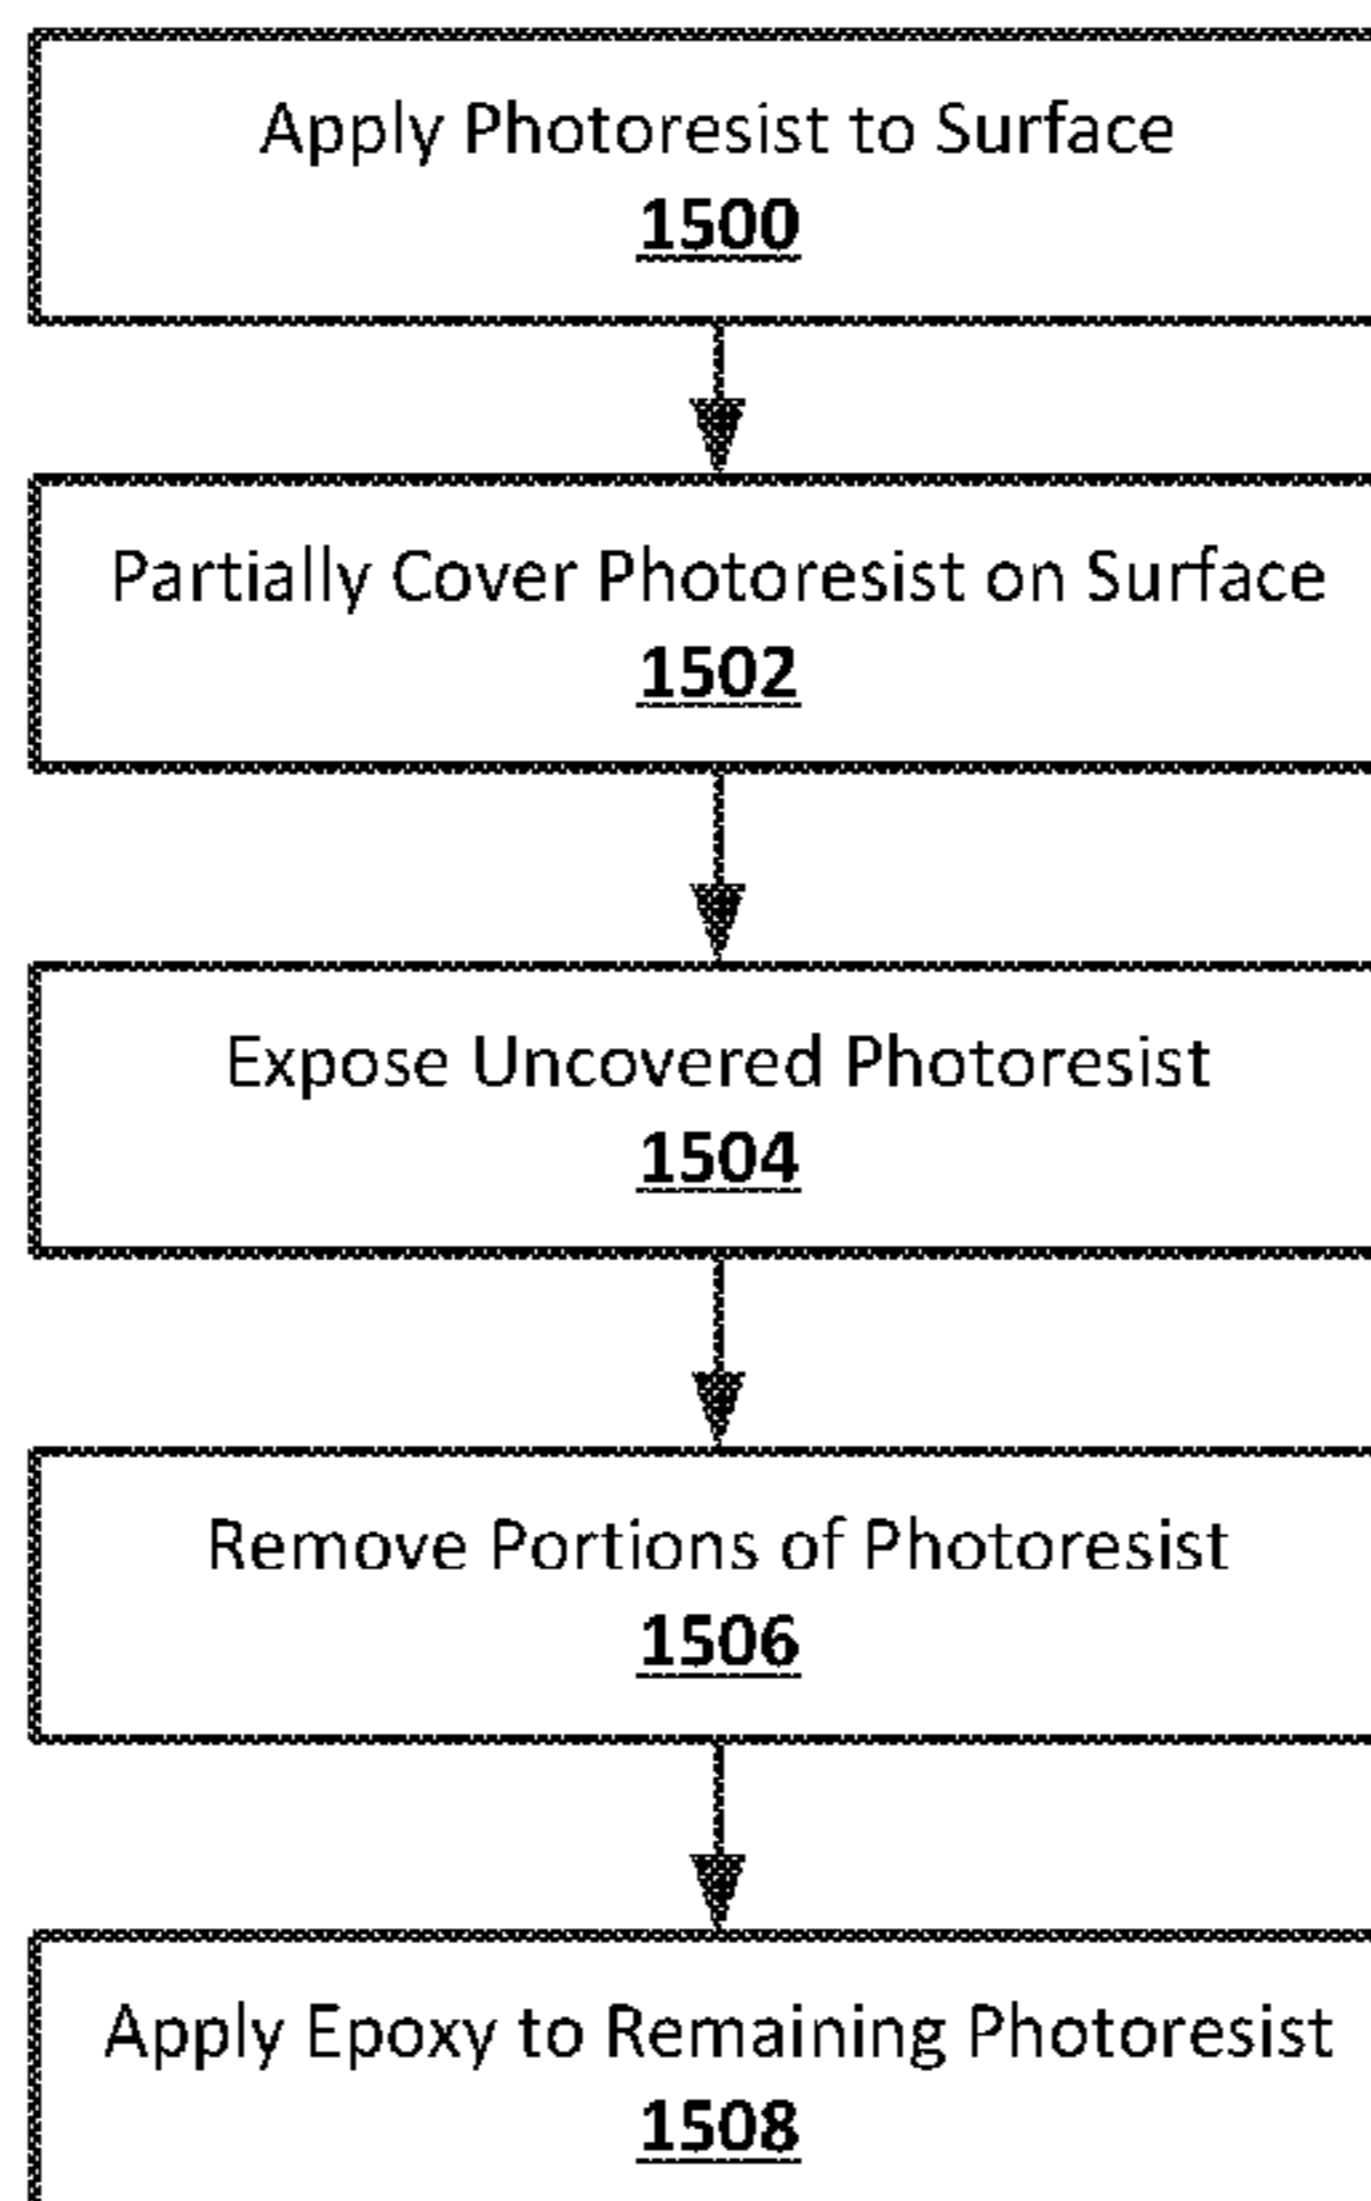 Apply Photoresist to Surface
1500
Partially Cover Photoresist on Surface
1502
Expose Uncovered Photoresist
1504
Remove Portions of Photoresist
1506
Apply Epoxy to Remaining Photoresist
1508